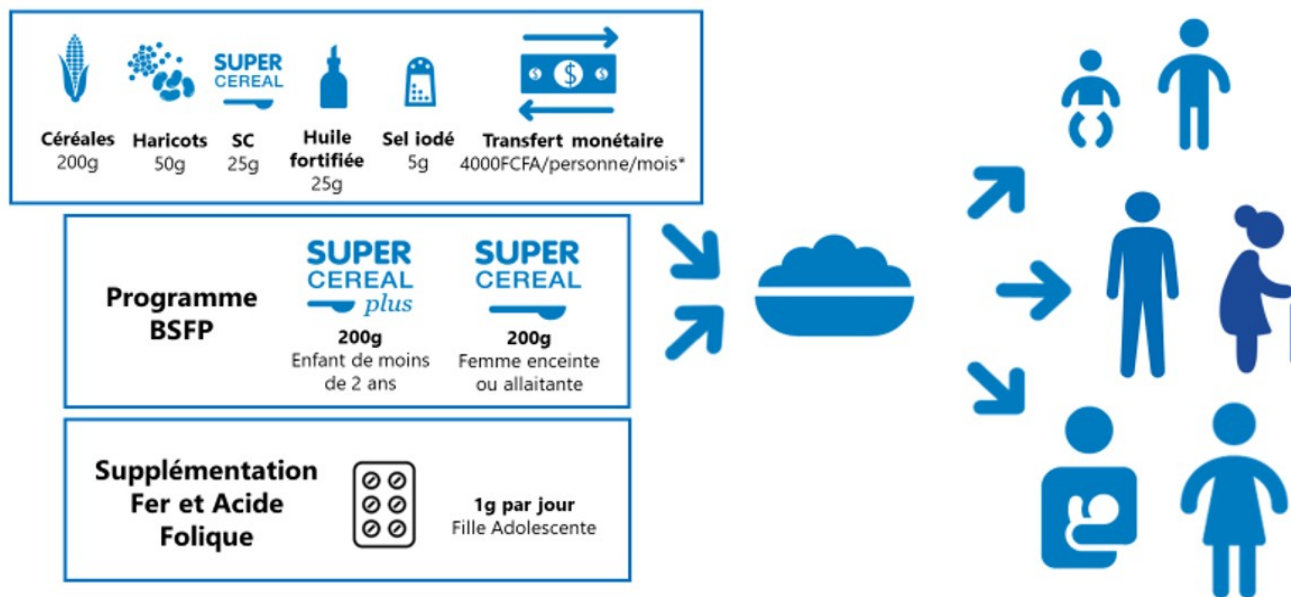 SUPER
CEREAL
Céréales
200g
Haricots
50g
SC
25g
Huile
fortifiée
25g
Sel iodé
5g
Transfert monétaire
4000FCFA/personne/mois*
Programme
BSFP
SUPER
CEREAL
plus
200g
Enfant de moins
de 2 ans
SUPER
CEREAL
200g
Femme enceinte
ou allaitante
Supplémentation
Fer et Acide
Folique
1g par jour
Fille Adolescente